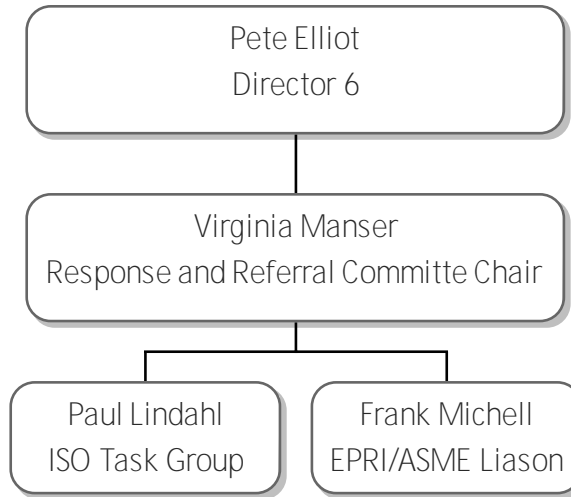 Pete Elliot
Director 6
Virginia Manser
Response and Referral Committe Chair
Paul Lindahl
ISO Task Group
Frank Michell
EPRI/ASME Liason